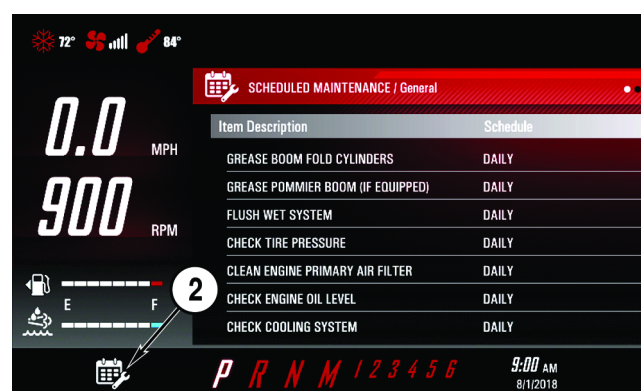 72° 84°
SCHEDULED MAINTENANCE / General
0.0 MPH
900 RPM
Item Description Schedule
GREASE BOOM FOLD CYLINDERS DAILY
GREASE POMMIER BOOM (IF EQUIPPED) DAILY
FLUSH WET SYSTEM DAILY
CHECK TIRE PRESSURE DAILY
CLEAN ENGINE PRIMARY AIR FILTER DAILY
CHECK ENGINE OIL LEVEL DAILY
CHECK COOLING SYSTEM DAILY
E F
2
P R N M 1 2 3 4 5 6
9:00 AM
8/1/2018